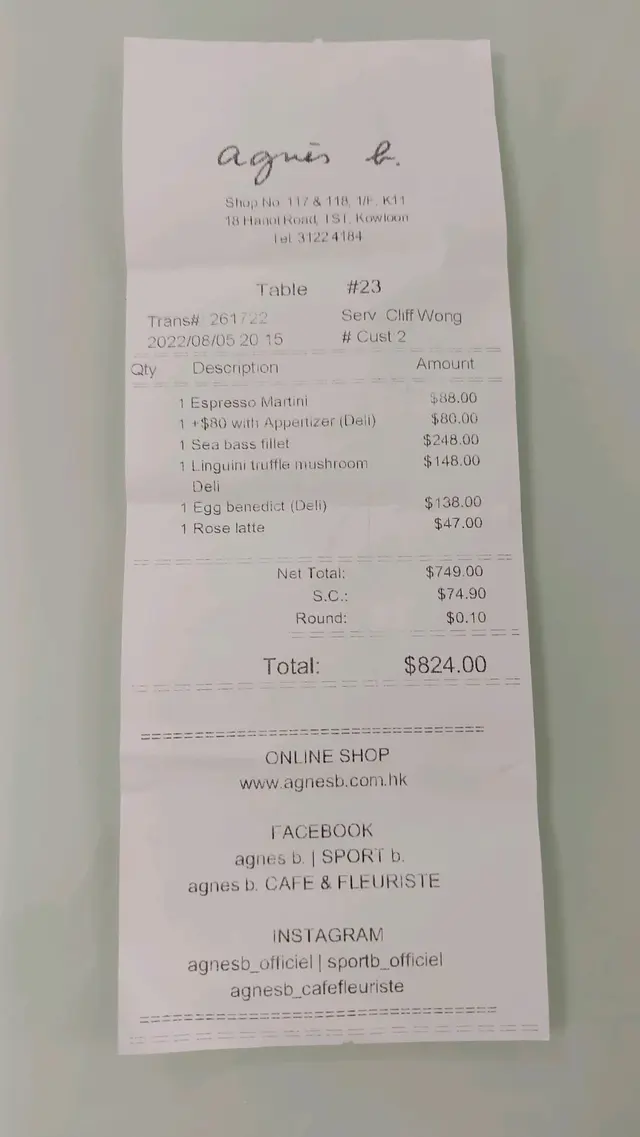 agnès b.
Shop No. 117 & 118, 1/F, K11
18 Hanoi Road, TST, Kowloon
Tel 3122 4184
Table #23
Trans# 261722 Serv Cliff Wong
2022/08/05 20 15 # Cust 2
Qty Description Amount
1 Espresso Martini $88.00
1 +$80 with Appertizer (Deli) $80.00
1 Sea bass fillet $248.00
1 Linguini truffle mushroom $148.00
Deli
1 Egg benedict (Deli) $138.00
1 Rose latte $47.00
Net Total: $749.00
S.C.: $74.90
Round: $0.10
Total: $824.00
ONLINE SHOP
www.agnesb.com.hk
FACEBOOK
agnes b. | SPORT b.
agnes b. CAFE & FLEURISTE
INSTAGRAM
agnesb_officiel | sportb_officiel
agnesb_cafefleuriste